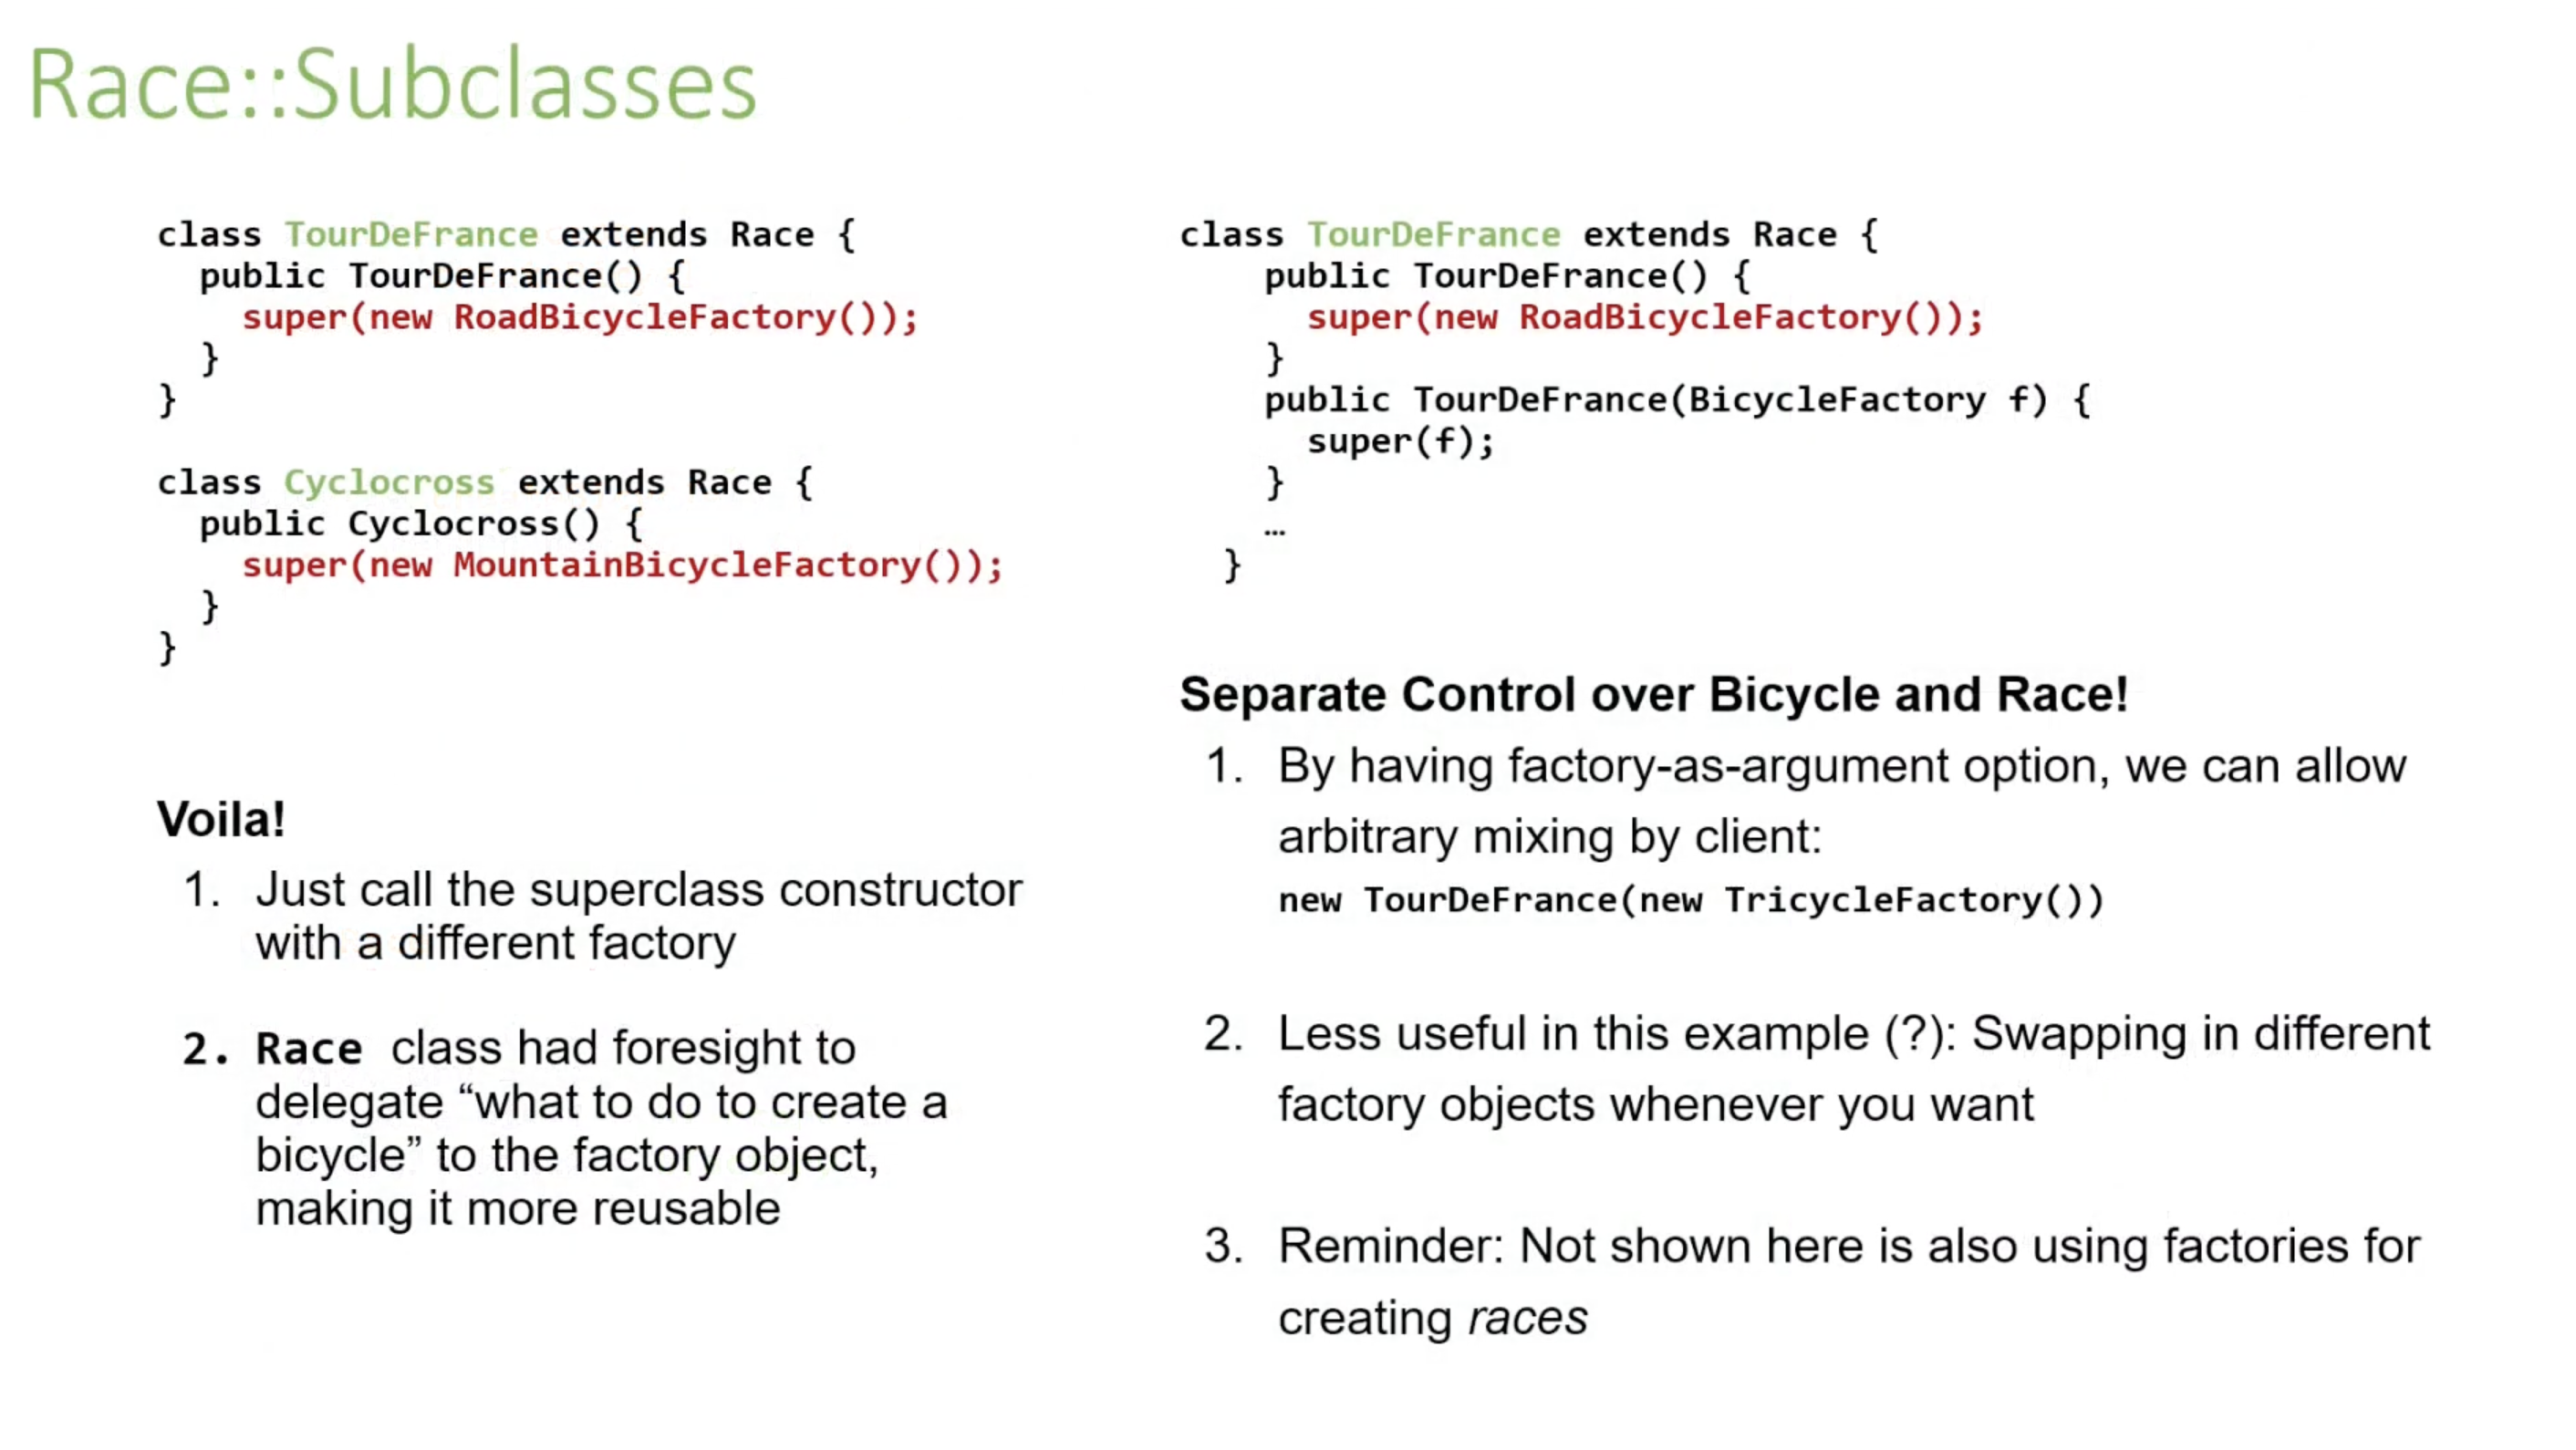 Race::Subclasses
class TourDeFrance extends Race {
public TourDeFrance() {
super(new RoadBicycleFactory());
}
}
class Cyclocross extends Race {
public Cyclocross() {
super(new MountainBicycleFactory());
}
}
Voila!
1. Just call the superclass constructor
with a different factory
2. Race class had foresight to
delegate “what to do to create a
bicycle” to the factory object,
making it more reusable
class TourDeFrance extends Race {
public TourDeFrance() {
super(new RoadBicycleFactory());
}
public TourDeFrance(BicycleFactory f) {
super(f);
}
…
}
Separate Control over Bicycle and Race!
1. By having factory-as-argument option, we can allow
arbitrary mixing by client:
new TourDeFrance(new TricycleFactory())
2. Less useful in this example (?): Swapping in different
factory objects whenever you want
3. Reminder: Not shown here is also using factories for
creating races